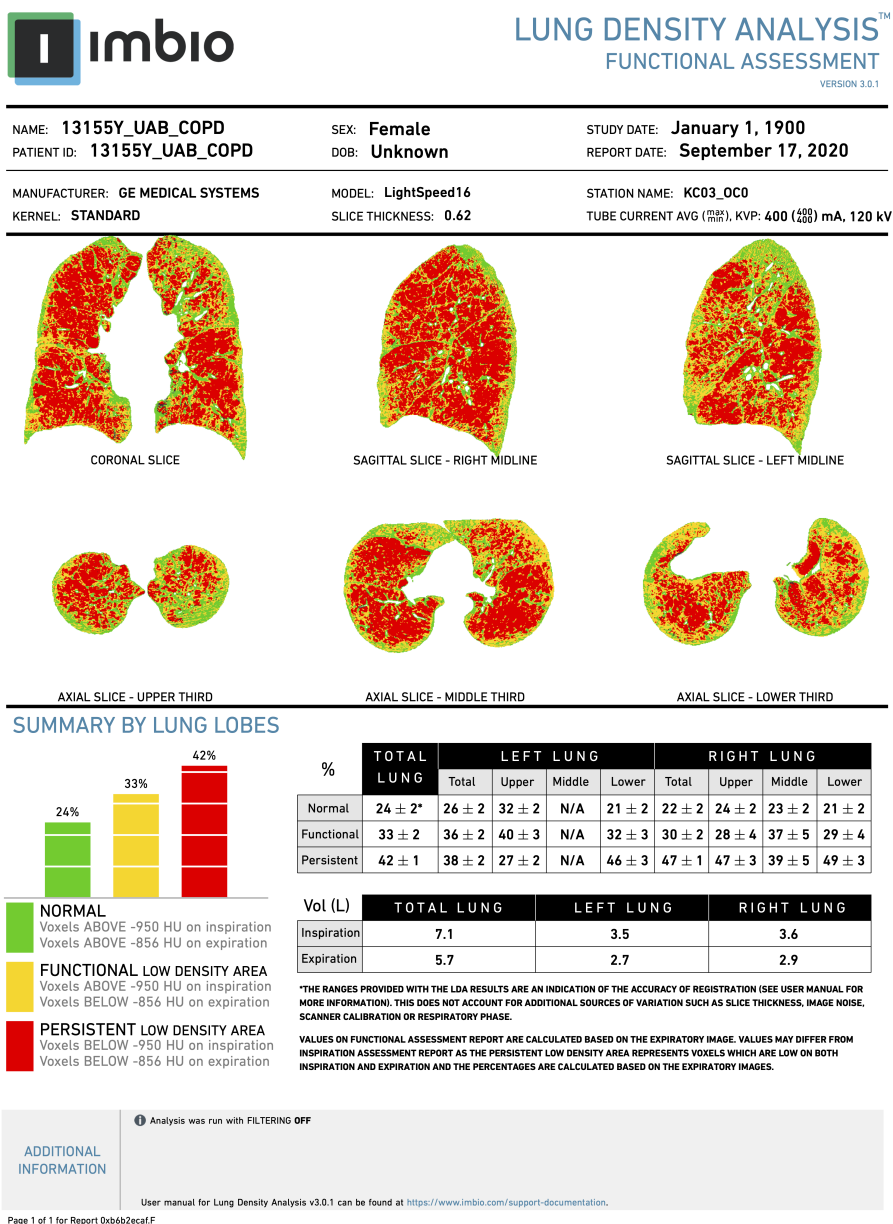 imbio
LUNG DENSITY ANALYSIS™
FUNCTIONAL ASSESSMENT
VERSION 3.0.1
NAME: 13155Y_UAB_COPD
SEX: Female
STUDY DATE: January 1, 1900
PATIENT ID: 13155Y_UAB_COPD
DOB: Unknown
REPORT DATE: September 17, 2020
MANUFACTURER: GE MEDICAL SYSTEMS
MODEL: LightSpeed16
STATION NAME: KC03_OC0
KERNEL: STANDARD
SLICE THICKNESS: 0.62
TUBE CURRENT AVG (max min), KVP: 400 (400 400) mA, 120 kV
CORONAL SLICE
SAGITTAL SLICE - RIGHT MIDLINE
SAGITTAL SLICE - LEFT MIDLINE
AXIAL SLICE - UPPER THIRD
AXIAL SLICE - MIDDLE THIRD
AXIAL SLICE - LOWER THIRD
SUMMARY BY LUNG LOBES
24%
33%
42%
NORMAL
Voxels ABOVE -950 HU on inspiration
Voxels ABOVE -856 HU on expiration
FUNCTIONAL LOW DENSITY AREA
Voxels ABOVE -950 HU on inspiration
Voxels BELOW -856 HU on expiration
PERSISTENT LOW DENSITY AREA
Voxels BELOW -950 HU on inspiration
Voxels BELOW -856 HU on expiration
% TOTAL LUNG LEFT LUNG RIGHT LUNG
Total Upper Middle Lower Total Upper Middle Lower
Normal 24 ± 2* 26 ± 2 32 ± 2 N/A 21 ± 2 22 ± 2 24 ± 2 23 ± 2 21 ± 2
Functional 33 ± 2 36 ± 2 40 ± 3 N/A 32 ± 3 30 ± 2 28 ± 4 37 ± 5 29 ± 4
Persistent 42 ± 1 38 ± 2 27 ± 2 N/A 46 ± 3 47 ± 1 47 ± 3 39 ± 5 49 ± 3
Vol (L) TOTAL LUNG LEFT LUNG RIGHT LUNG
Inspiration 7.1 3.5 3.6
Expiration 5.7 2.7 2.9
*THE RANGES PROVIDED WITH THE LDA RESULTS ARE AN INDICATION OF THE ACCURACY OF REGISTRATION (SEE USER MANUAL FOR
MORE INFORMATION). THIS DOES NOT ACCOUNT FOR ADDITIONAL SOURCES OF VARIATION SUCH AS SLICE THICKNESS, IMAGE NOISE,
SCANNER CALIBRATION OR RESPIRATORY PHASE.
VALUES ON FUNCTIONAL ASSESSMENT REPORT ARE CALCULATED BASED ON THE EXPIRATORY IMAGE. VALUES MAY DIFFER FROM
INSPIRATION ASSESSMENT REPORT AS THE PERSISTENT LOW DENSITY AREA REPRESENTS VOXELS WHICH ARE LOW ON BOTH
INSPIRATION AND EXPIRATION AND THE PERCENTAGES ARE CALCULATED BASED ON THE EXPIRATORY IMAGES.
ADDITIONAL
INFORMATION
Analysis was run with FILTERING OFF
User manual for Lung Density Analysis v3.0.1 can be found at https://www.imbio.com/support-documentation.
Page 1 of 1 for Report 0xb6b2ecaf.F